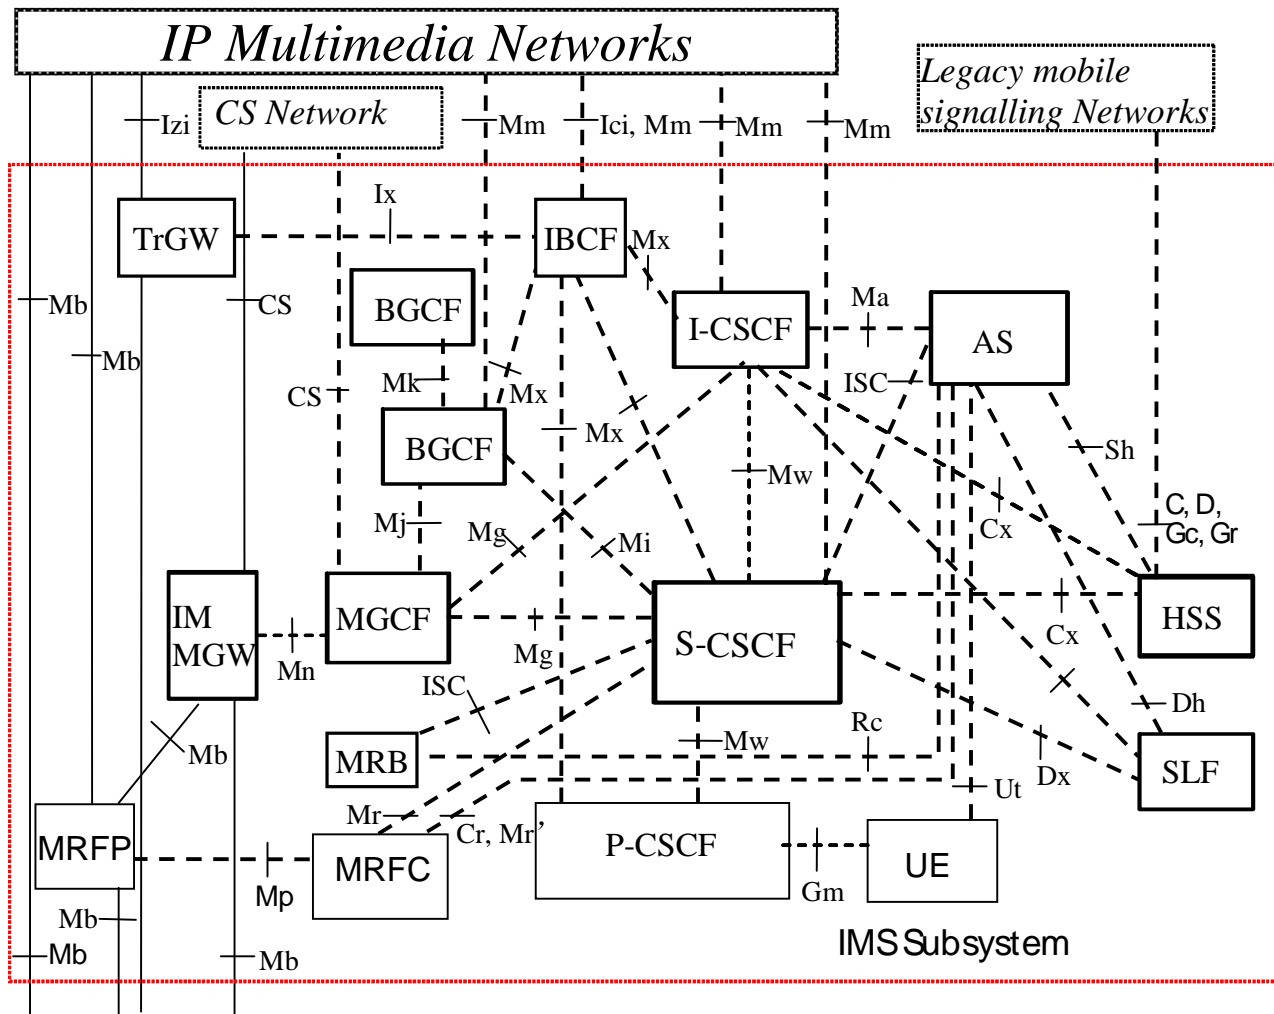 IP Multimedia Networks
Legacy mobile
signalling Networks
CS Network
Izi
Mm
Ici, Mm
Mm
Mm
Ix
TrGW
IBCF
Mx
Mb
CS
BGCF
I-CSCF
Ma
AS
Mb
Mk
Mx
CS
ISC
Mx
BGCF
Mw
Sh
Mj
Mg
Mi
Cx
C, D,
Gc, Gr
IM
MGW
MGCF
Mn
Mg
S-CSCF
Cx
HSS
ISC
Mb
MRB
Mw
Rc
Dh
Dx
SLF
Ut
Mr
Cr, Mr’
MRFP
MRFC
P-CSCF
UE
Mp
Gm
Mb
Mb
Mb
IMS Subsystem